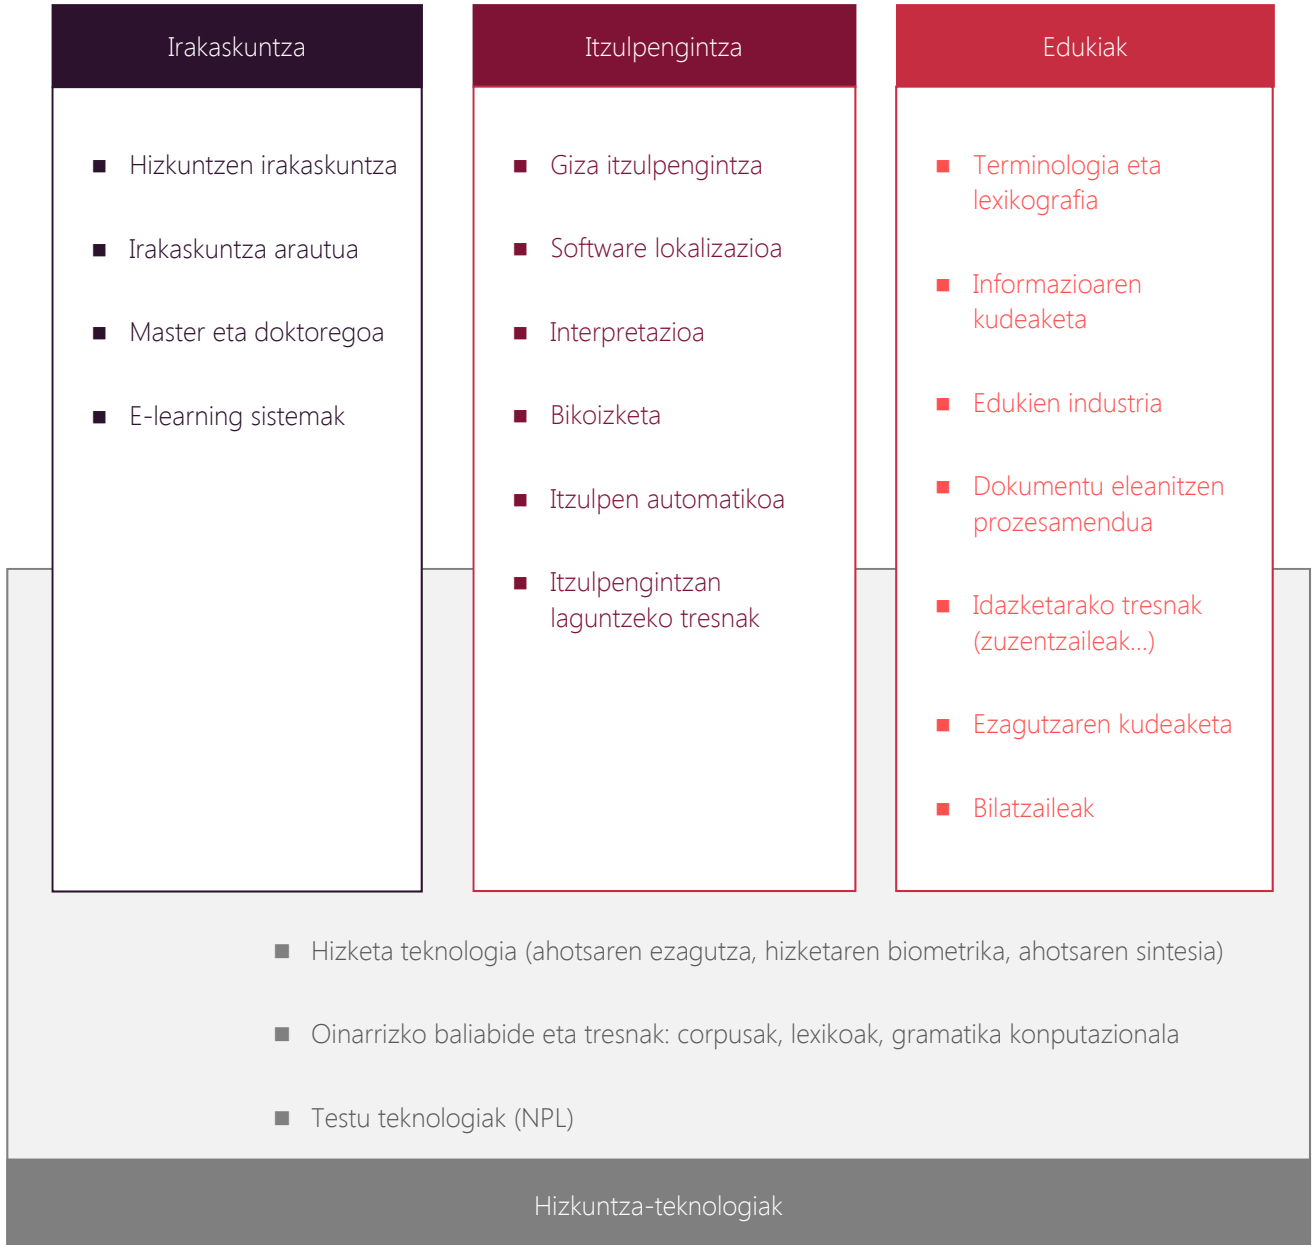 Irakaskuntza
Hizkuntzen irakaskuntza
Irakaskuntza arautua
Master eta doktoregoa
E-learning sistemak
Itzulpengintza
Giza itzulpengintza
Software lokalizazioa
Interpretazioa
Bikoizketa
Itzulpen automatikoa
Itzulpengintzan
laguntzeko tresnak
Edukiak
Terminologia eta
lexikografia
Informazioaren
kudeaketa
Edukien industria
Dokumentu eleanitzen
prozesamendua
Idazketarako tresnak
(zuzentzaileak...)
Ezagutzaren kudeaketa
Bilatzaileak
Hizketa teknologia (ahotsaren ezagutza, hizketaren biometrika, ahotsaren sintesia)
Oinarrizko baliabide eta tresnak: corpusak, lexikoak, gramatika konputazionala
Testu teknologiak (NPL)
Hizkuntza-teknologiak